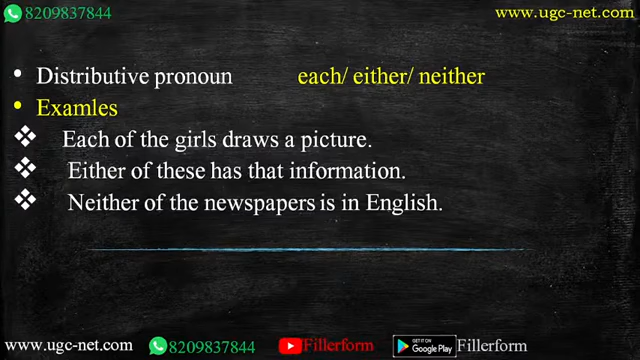 8209837844 www.ugc-net.com
• Distributive pronoun each/ either/ neither
• Examles
❖ Each of the girls draws a picture.
❖ Either of these has that information.
❖ Neither of the newspapers is in English.
www.ugc-net.com 8209837844 Fillerform GET IT ON Google Play Fillerform